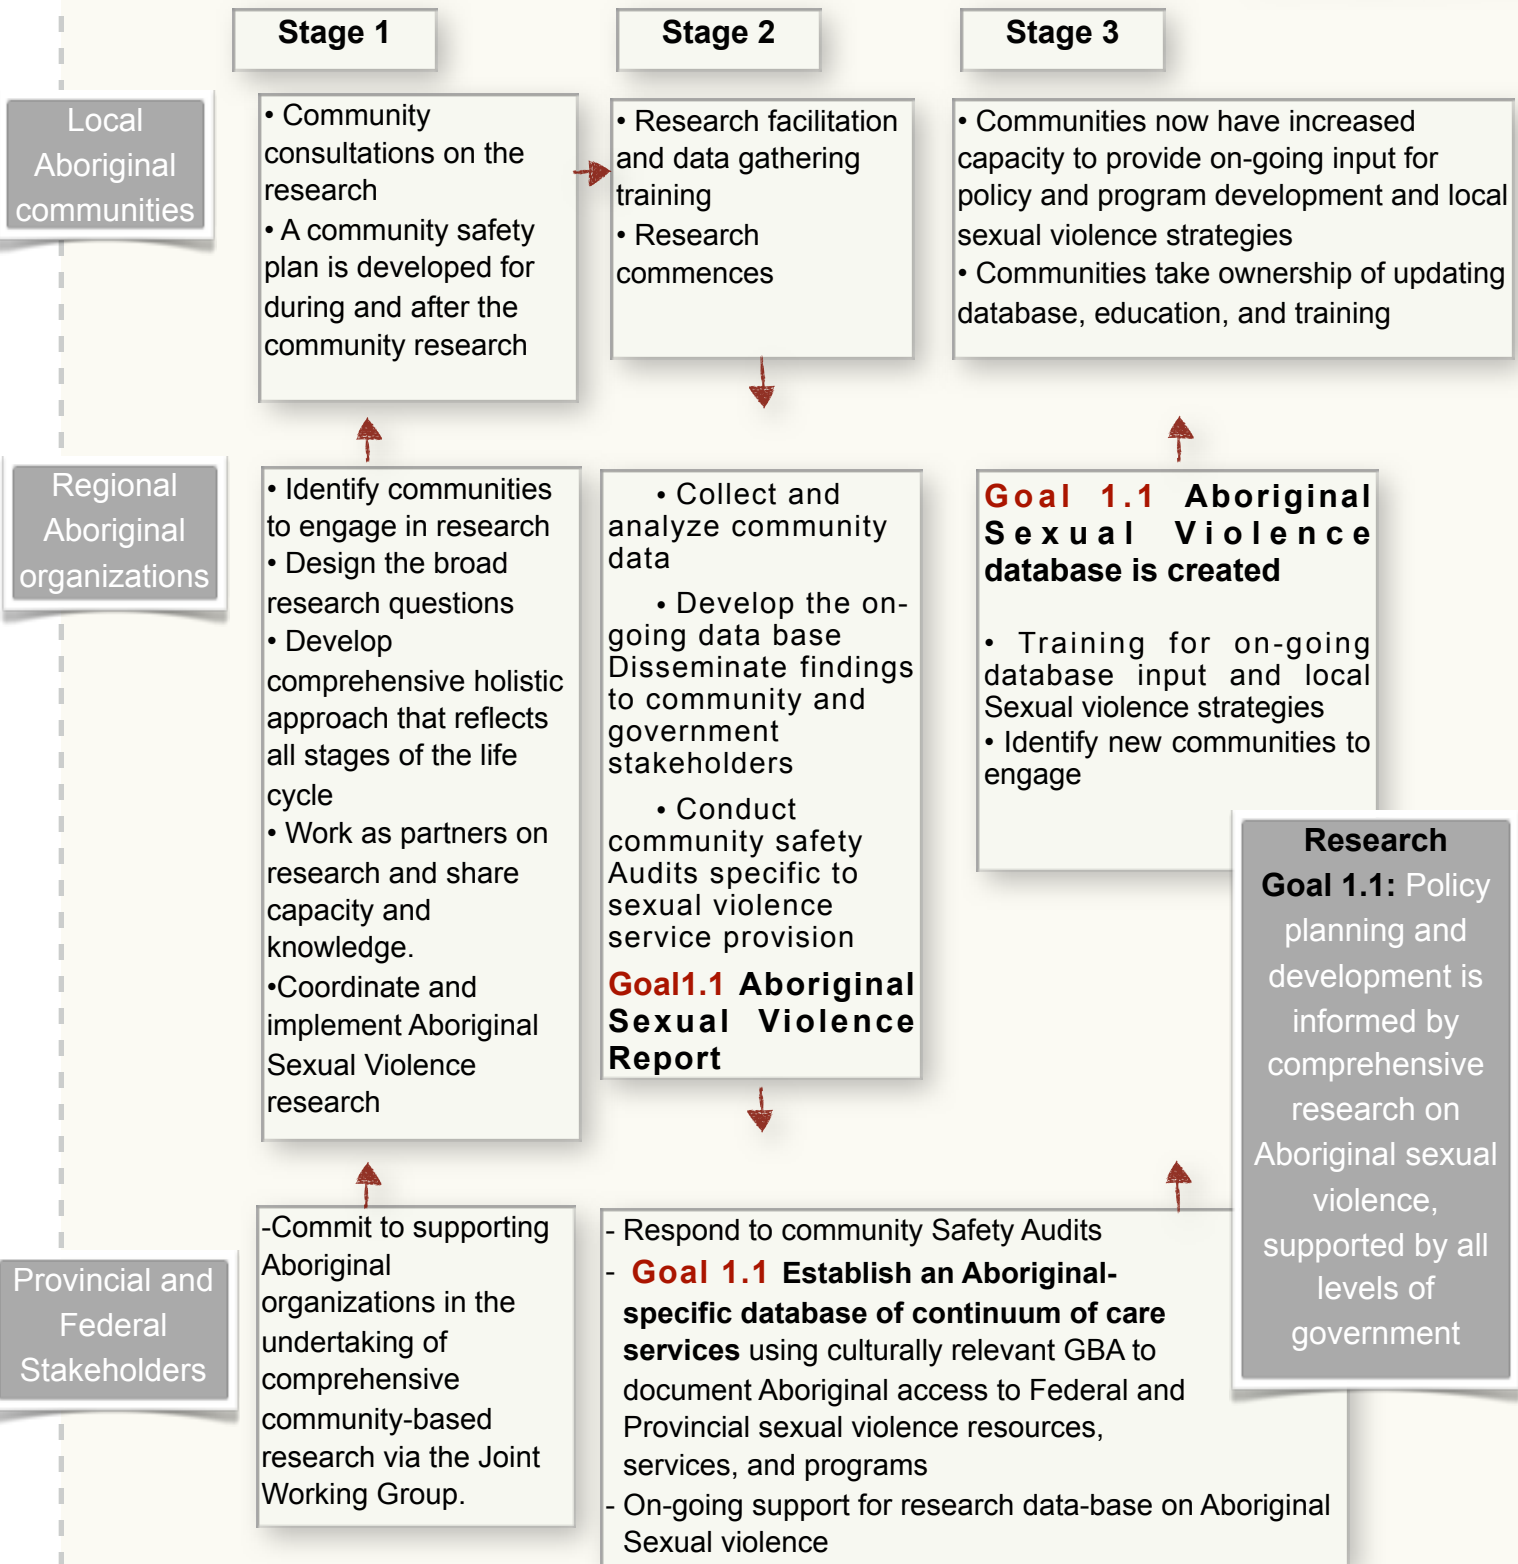 Stage 1
Stage 2
Stage 3
Local
Aboriginal
communities
• Community
consultations on the
research
• A community safety
plan is developed for
during and after the
community research
• Research facilitation
and data gathering
training
• Research
commences
• Communities now have increased
capacity to provide on-going input for
policy and program development and local
sexual violence strategies
• Communities take ownership of updating
database, education, and training
Regional
Aboriginal
organizations
• Identify communities
to engage in research
• Design the broad
research questions
• Develop
comprehensive holistic
approach that reflects
all stages of the life
cycle
• Work as partners on
research and share
capacity and
knowledge.
•Coordinate and
implement Aboriginal
Sexual Violence
research
• Collect and
analyze community
data
• Develop the on-
going data base
Disseminate findings
to community and
government
stakeholders
• Conduct
community safety
Audits specific to
sexual violence
service provision
Goal1.1 Aboriginal
Sexual Violence
Report
Goal 1.1 Aboriginal
Sexual Violence
database is created
• Training for on-going
database input and local
Sexual violence strategies
• Identify new communities to
engage
Research
Goal 1.1: Policy
planning and
development is
informed by
comprehensive
research on
Aboriginal sexual
violence,
supported by all
levels of
government
Provincial and
Federal
Stakeholders
-Commit to supporting
Aboriginal
organizations in the
undertaking of
comprehensive
community-based
research via the Joint
Working Group.
- Respond to community Safety Audits
- Goal 1.1 Establish an Aboriginal-
specific database of continuum of care
services using culturally relevant GBA to
document Aboriginal access to Federal and
Provincial sexual violence resources,
services, and programs
- On-going support for research data-base on Aboriginal
Sexual violence